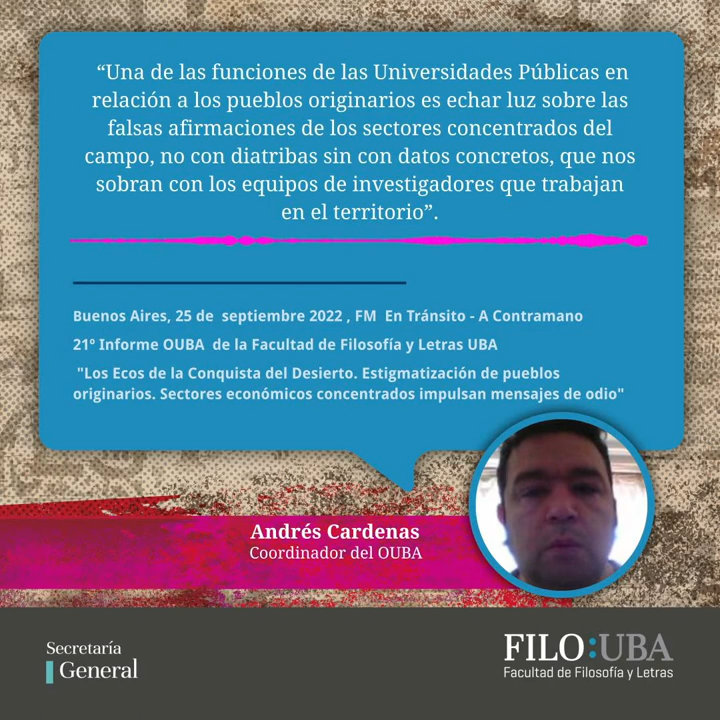 “Una de las funciones de las Universidades Públicas en
relación a los pueblos originarios es echar luz sobre las
falsas afirmaciones de los sectores concentrados del
campo, no con diatribas sin con datos concretos, que nos
sobran con los equipos de investigadores que trabajan
en el territorio”.
Buenos Aires, 25 de septiembre 2022 , FM En Tránsito - A Contramano
21° Informe OUBA de la Facultad de Filosofía y Letras UBA
"Los Ecos de la Conquista del Desierto. Estigmatización de pueblos
originarios. Sectores económicos concentrados impulsan mensajes de odio"
Andrés Cardenas
Coordinador del OUBA
Secretaría
General
FILO:UBA
Facultad de Filosofía y Letras